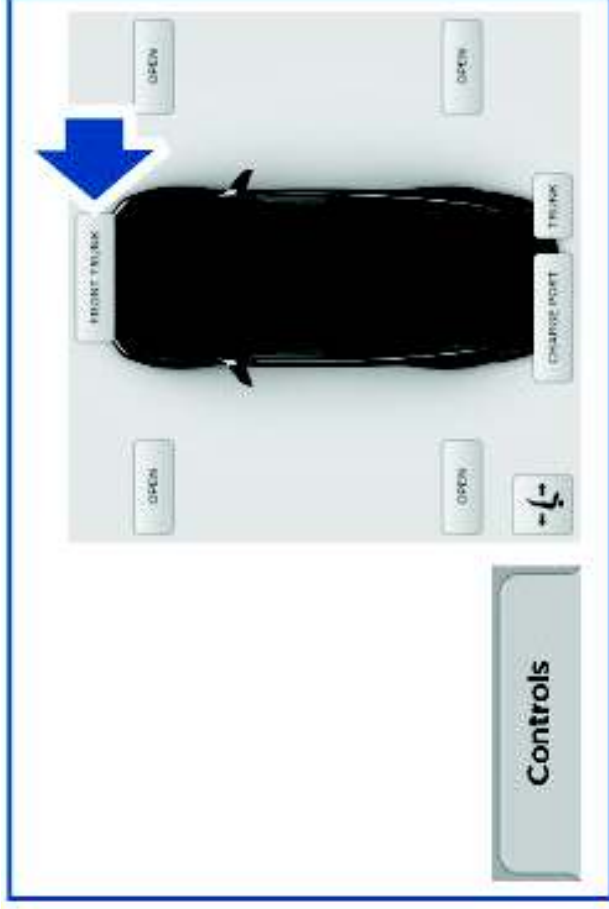 FRONT TRUNK
OPEN
OPEN
OPEN
OPEN
Controls
CHARGE PORT
TRUNK